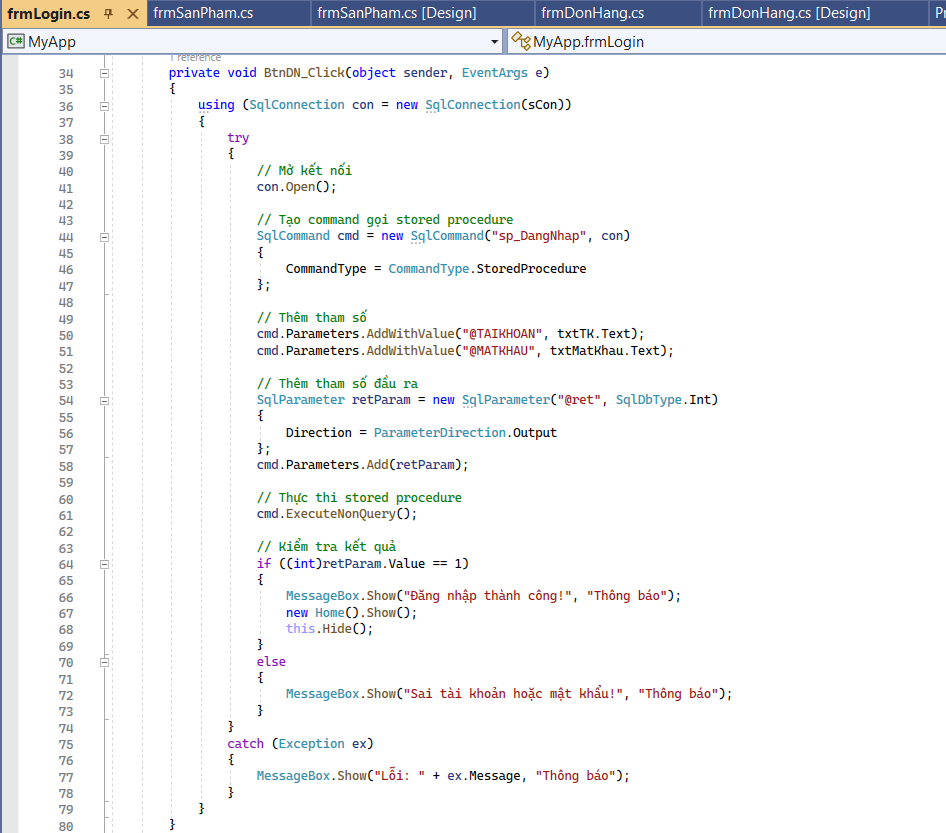 frmLogin.cs
frmSanPham.cs
frmSanPham.cs [Design]
frmDonHang.cs
frmDonHang.cs [Design]
MyApp
MyApp.frmLogin
1 reference
34 private void BtnDN_Click(object sender, EventArgs e)
35 {
36 using (SqlConnection con = new SqlConnection(sCon))
37 {
38 try
39 {
40 // Mở kết nối
41 con.Open();
42
43 // Tạo command gọi stored procedure
44 SqlCommand cmd = new SqlCommand("sp_DangNhap", con)
45 {
46 CommandType = CommandType.StoredProcedure
47 };
48
49 // Thêm tham số
50 cmd.Parameters.AddWithValue("@TAIKHOAN", txtTK.Text);
51 cmd.Parameters.AddWithValue("@MATKHAU", txtMatKhau.Text);
52
53 // Thêm tham số đầu ra
54 SqlParameter retParam = new SqlParameter("@ret", SqlDbType.Int)
55 {
56 Direction = ParameterDirection.Output
57 };
58 cmd.Parameters.Add(retParam);
59
60 // Thực thi stored procedure
61 cmd.ExecuteNonQuery();
62
63 // Kiểm tra kết quả
64 if ((int)retParam.Value == 1)
65 {
66 MessageBox.Show("Đăng nhập thành công!", "Thông báo");
67 new Home().Show();
68 this.Hide();
69 }
70 else
71 {
72 MessageBox.Show("Sai tài khoản hoặc mật khẩu!", "Thông báo");
73 }
74 }
75 catch (Exception ex)
76 {
77 MessageBox.Show("Lỗi: " + ex.Message, "Thông báo");
78 }
79 }
80 }